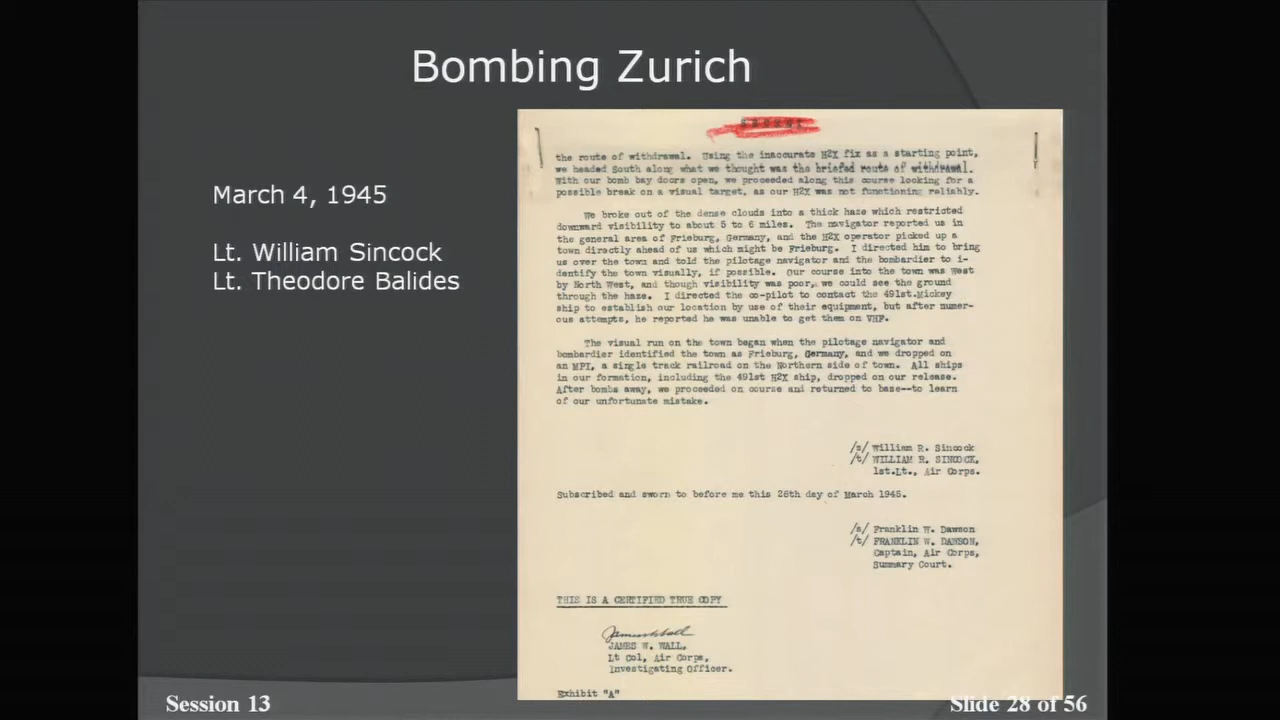 Bombing Zurich
March 4, 1945
Lt. William Sincock
Lt. Theodore Balides
the route of withdrawal. Using the inaccurate H2X fix as a starting point,
we headed South along what we thought was the briefed route of withdrawal.
With our bomb bay doors open, we proceeded along this course looking for a
possible break on a visual target, as our H2X was not functioning reliably.
We broke out of the dense clouds into a thick haze which restricted
downward visibility to about 5 to 6 miles. The navigator reported us in
the general area of Frieburg, Germany, and the H2X operator picked up a
town directly ahead of us which might be Frieburg. I directed him to bring
us over the town and told the pilotage navigator and the bombardier to i-
dentify the town visually, if possible. Our course into the town was West
by North West, and though visibility was poor, we could see the ground
through the haze. I directed the co-pilot to contact the 491st.Mickey
ship to establish our location by use of their equipment, but after numer-
ous attempts, he reported he was unable to get them on VHF.
The visual run on the town began when the pilotage navigator and
bombardier identified the town as Frieburg, Germany, and we dropped on
an MPI, a single track railroad on the Northern side of town. All ships
in our formation, including the 491st H2X ship, dropped on our release.
After bombs away, we proceeded on course and returned to base--to learn
of our unfortunate mistake.
/s/ William R. Sincock
/t/ WILLIAM R. SINCOCK,
1st.Lt., Air Corps.
Subscribed and sworn to before me this 26th day of March 1945.
/s/ Franklin W. Dawson
/t/ FRANKLIN W. DAWSON,
Captain, Air Corps,
Summary Court.
THIS IS A CERTIFIED TRUE COPY
JAMES W. WALL,
Lt Col, Air Corps,
Investigating Officer.
Exhibit "A"
Session 13
Slide 28 of 56